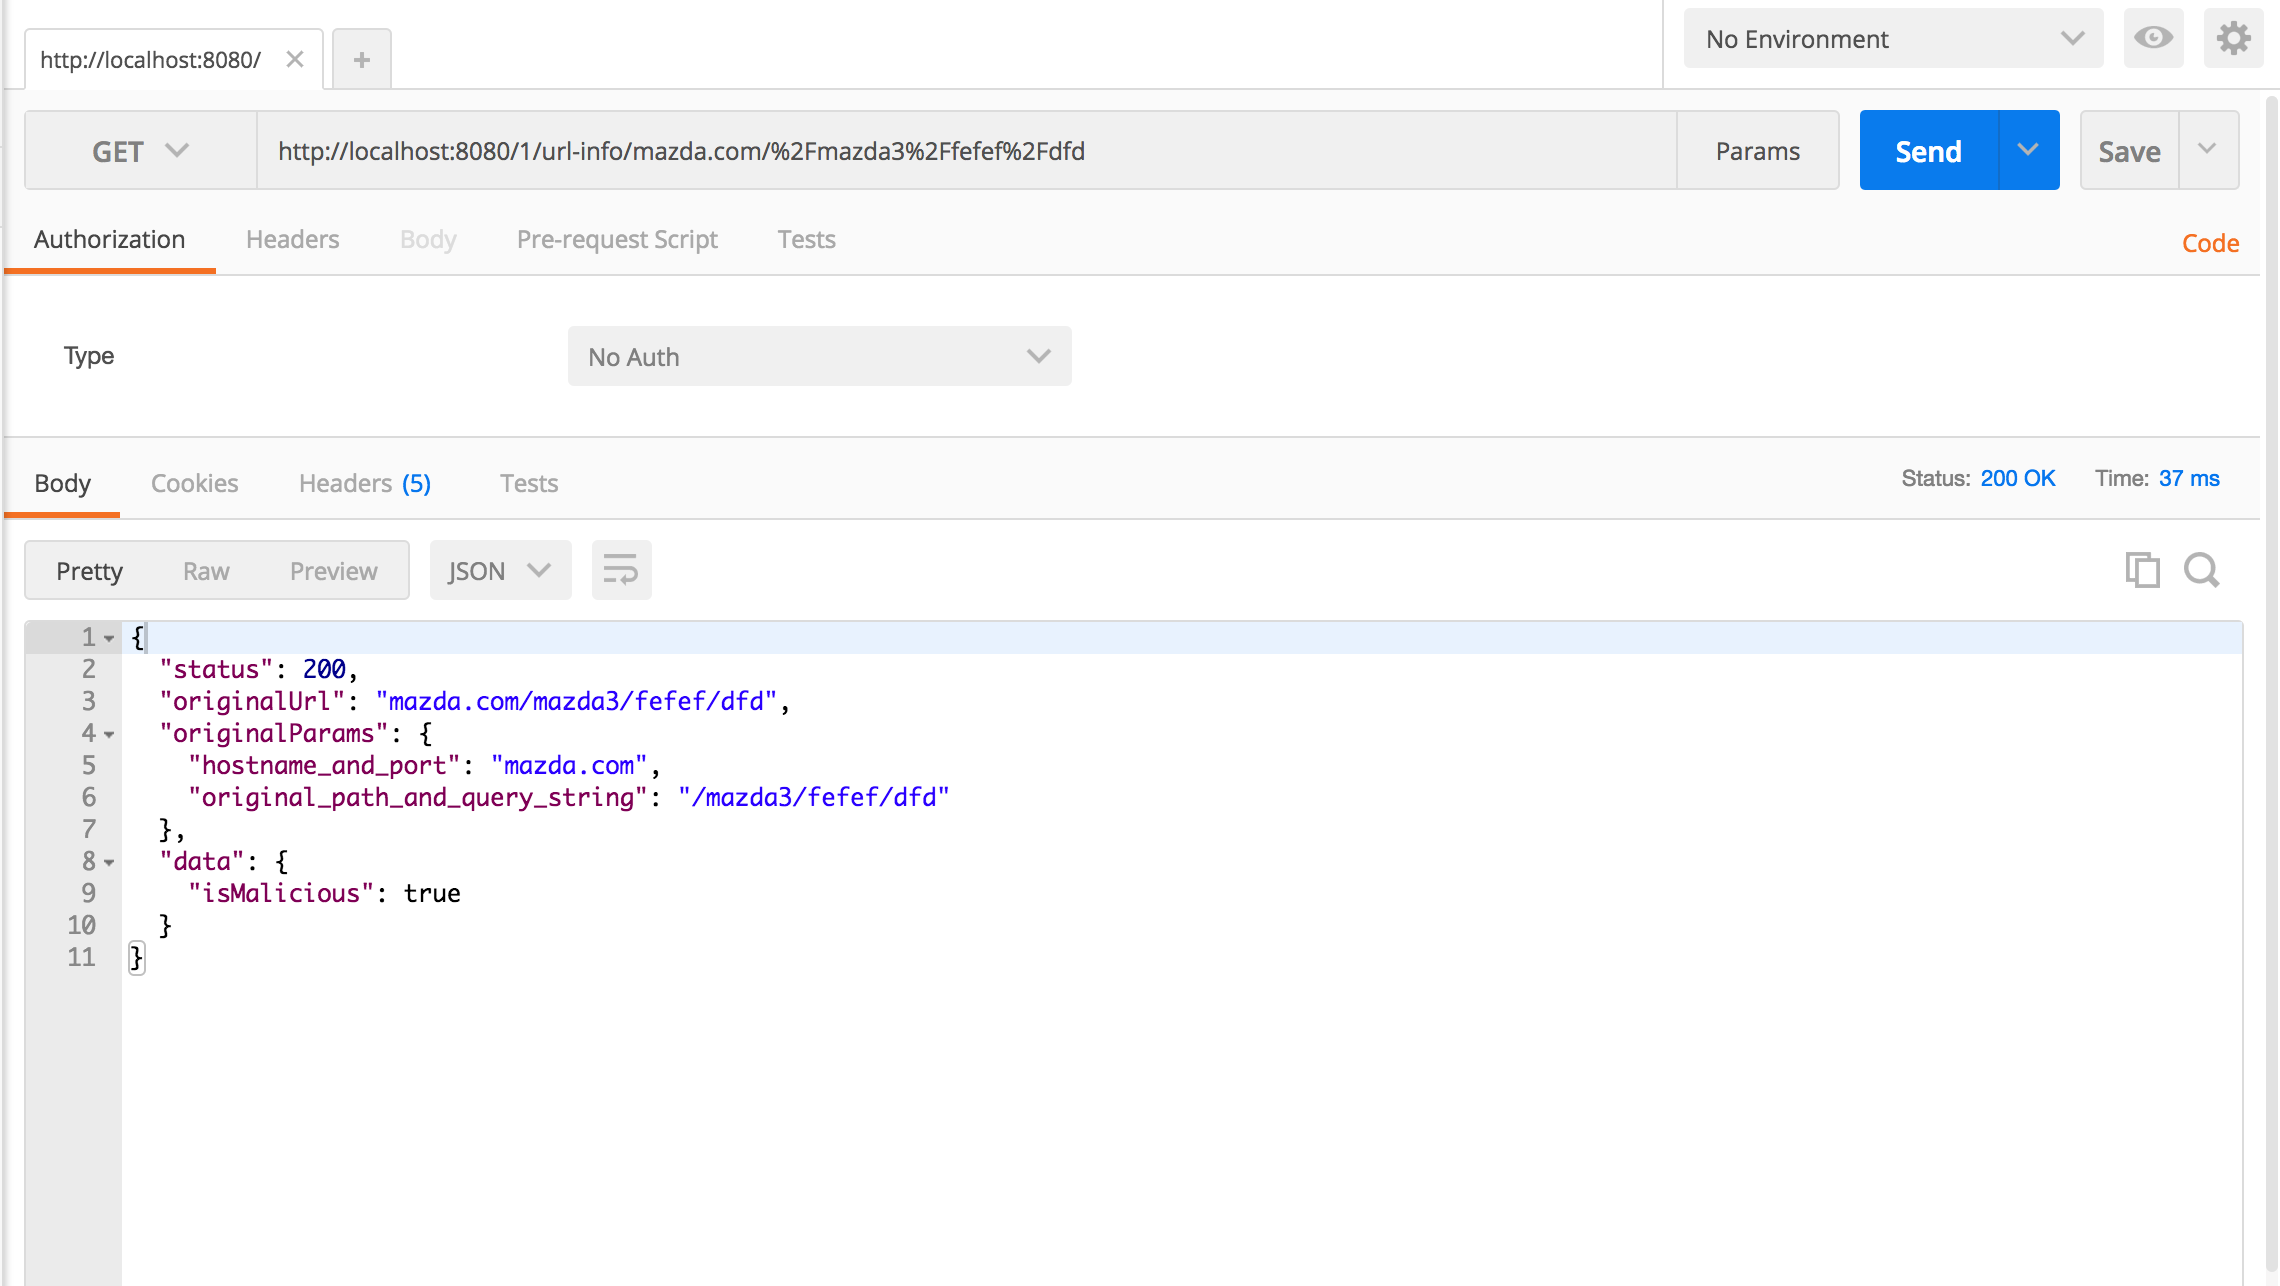 http://localhost:8080/ No Environment
GET http://localhost:8080/1/url-info/mazda.com/%2Fmazda3%2Ffefef%2Fdfd Params Send Save
Authorization Headers Body Pre-request Script Tests Code
Type No Auth
Body Cookies Headers (5) Tests Status: 200 OK Time: 37 ms
Pretty Raw Preview JSON
1 {
2 "status": 200,
3 "originalUrl": "mazda.com/mazda3/fefef/dfd",
4 "originalParams": {
5 "hostname_and_port": "mazda.com",
6 "original_path_and_query_string": "/mazda3/fefef/dfd"
7 },
8 "data": {
9 "isMalicious": true
10 }
11 }